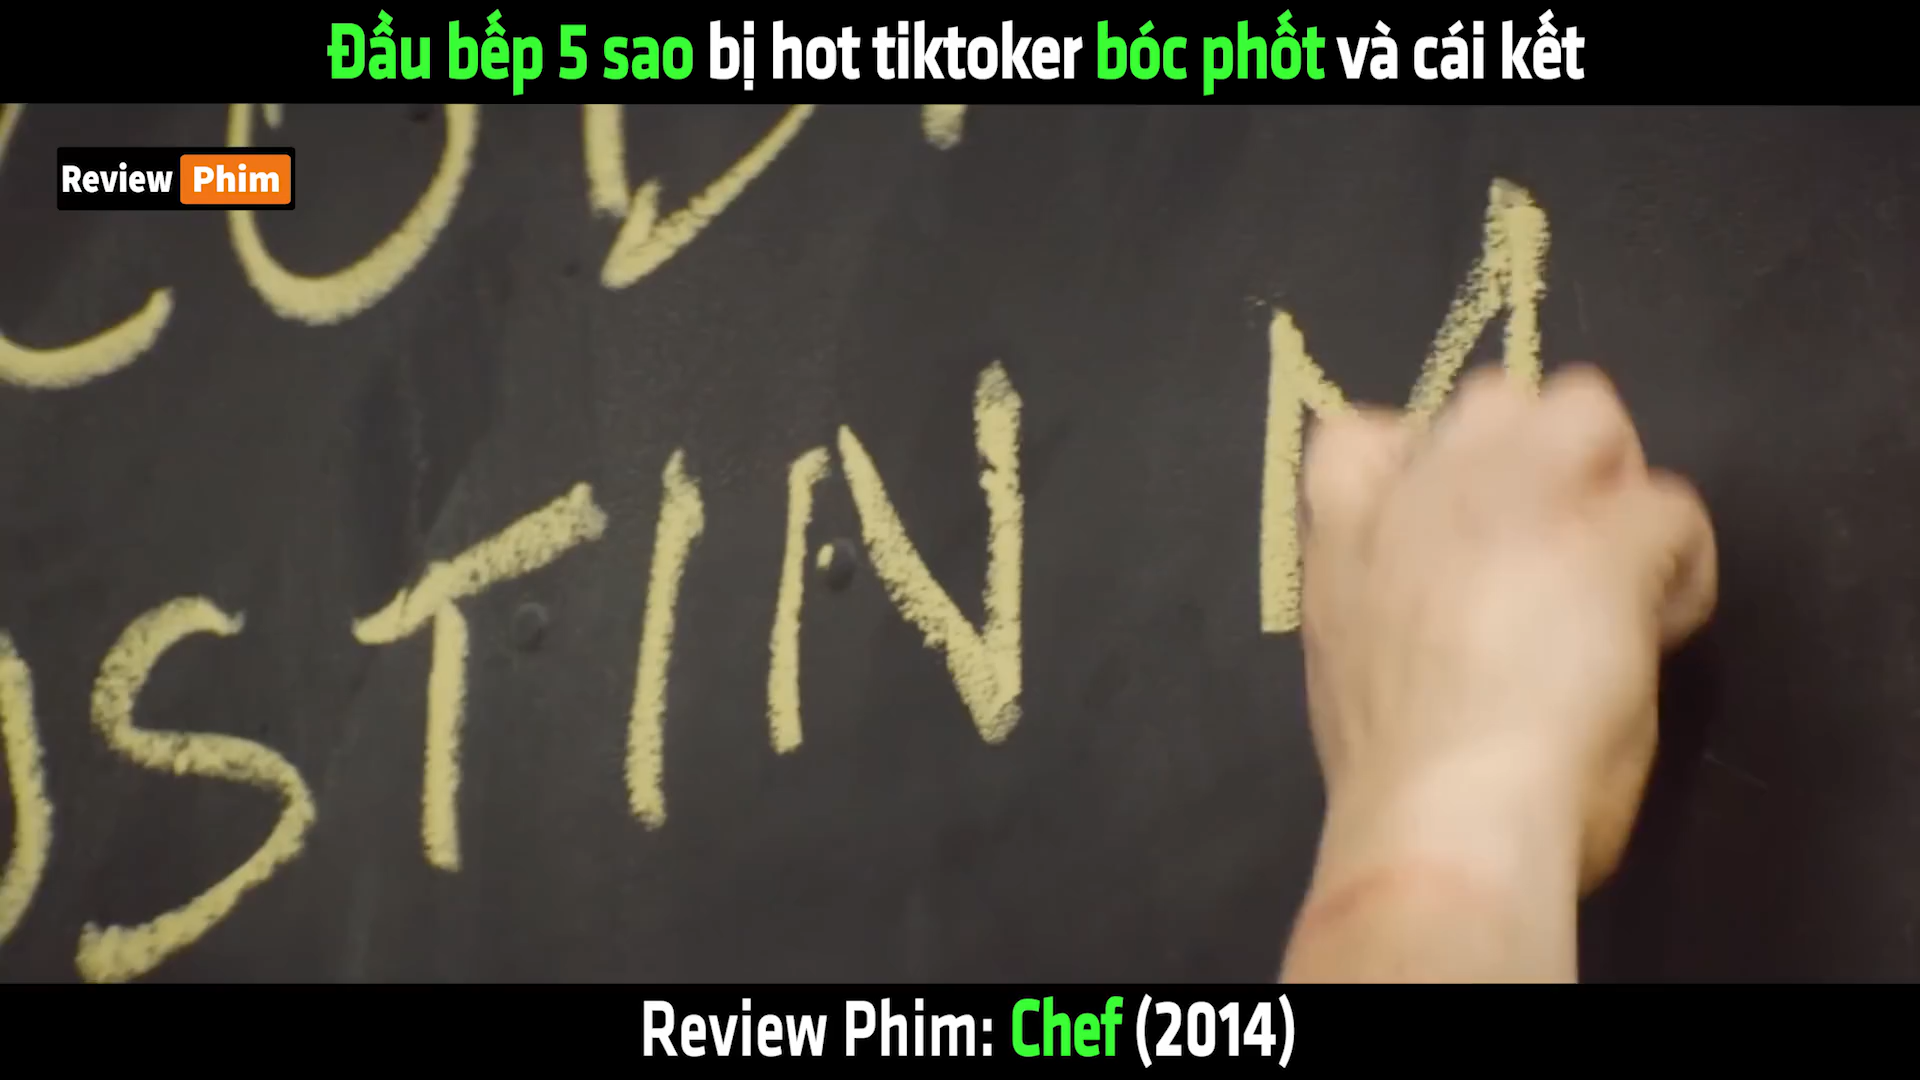 Đầu bếp 5 sao bị hot tiktoker bóc phốt và cái kết
Review Phim
STIN M
Review Phim: Chef (2014)